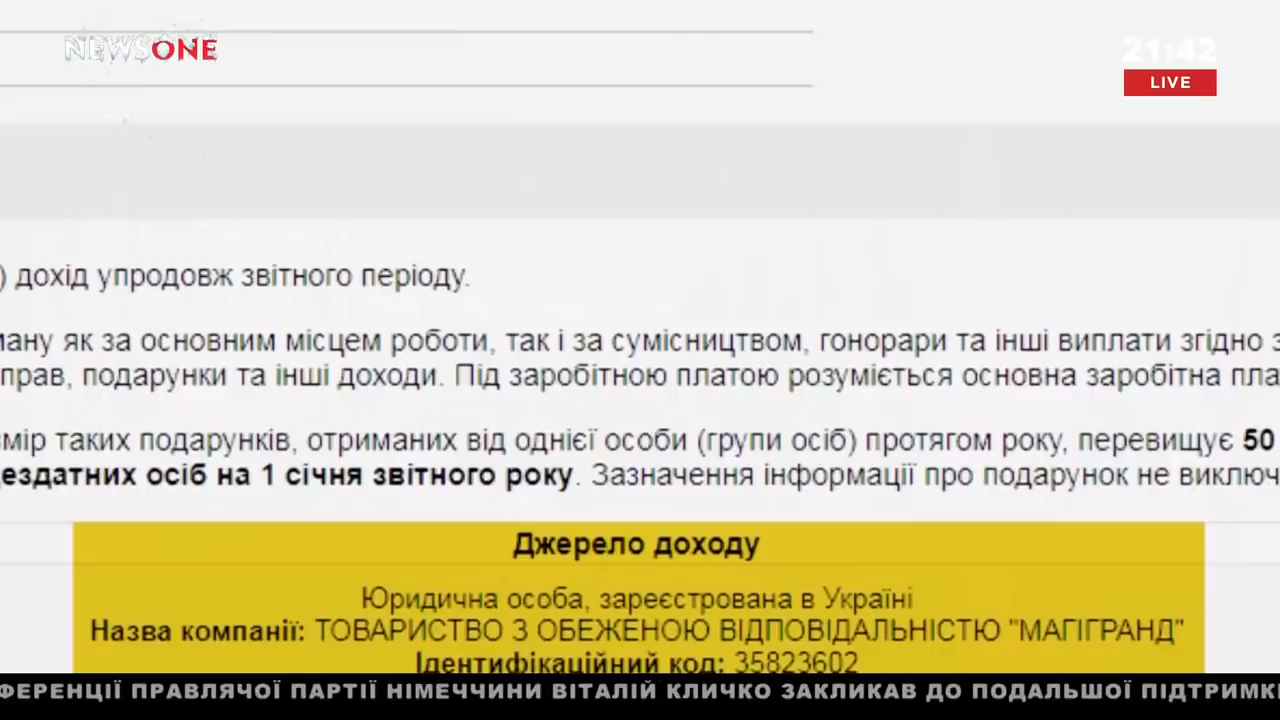 NEWSONE
21:42
LIVE
) дохід упродовж звітного періоду.
ману як за основним місцем роботи, так і за сумісництвом, гонорари та інші виплати згідно з
прав, подарунки та інші доходи. Під заробітною платою розуміється основна заробітна пла
змір таких подарунків, отриманих від однієї особи (групи осіб) протягом року, перевищує 50
цездатних осіб на 1 січня звітного року. Зазначення інформації про подарунок не виключ
Джерело доходу
Юридична особа, зареєстрована в Україні
Назва компанії: ТОВАРИСТВО З ОБЕЖЕНОЮ ВІДПОВІДАЛЬНІСТЮ "МАГІГРАНД"
Ідентифікаційний код: 35823602
ФЕРЕНЦІЇ ПРАВЛЯЧОЇ ПАРТІЇ НІМЕЧЧИНИ ВІТАЛІЙ КЛИЧКО ЗАКЛИКАВ ДО ПОДАЛЬШОЇ ПІДТРИМК